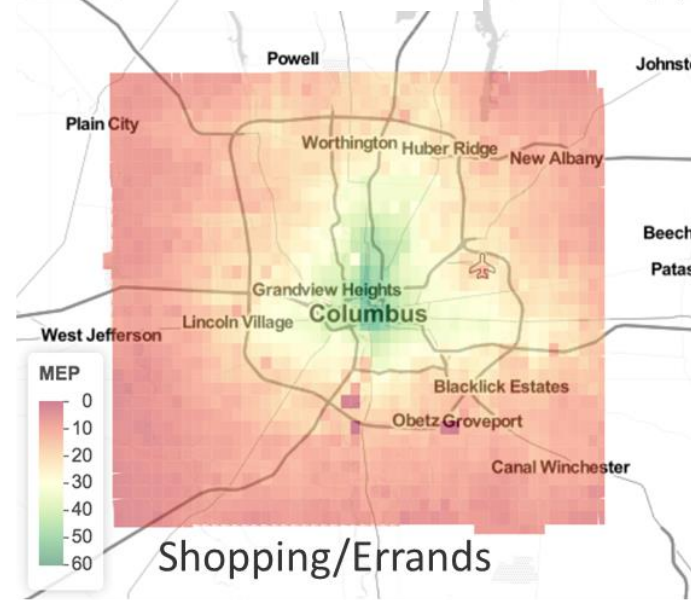 Powell
Johnst
Plain City
Worthington
Huber Ridge
New Albany
Beech
Patas
Grandview Heights
Columbus
Lincoln Village
West Jefferson
MEP
0
10
20
30
40
50
60
Blacklick Estates
Obetz
Groveport
Canal Winchester
Shopping/Errands